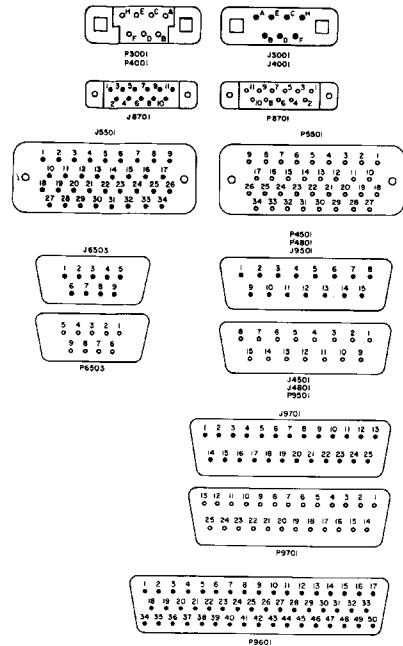 H E C A
F D B
P3001
P4001
A E C H
B D F
J3001
J4001
1 3 5 7 9 11
2 4 6 8 10
J8701
11 9 7 5 3 1
10 8 6 4 2
P8701
J5501
1 2 3 4 5 6 7 8 9
10 11 12 13 14 15 16 17
18 19 20 21 22 23 24 25 26
27 28 29 30 31 32 33 34
P5501
9 8 7 6 5 4 3 2 1
17 16 15 14 13 12 11 10
26 25 24 23 22 21 20 19 18
34 33 32 31 30 29 28 27
J6503
1 2 3 4 5
6 7 8 9
5 4 3 2 1
9 8 7 6
P6503
P4501
P4801
J9501
1 2 3 4 5 6 7 8
9 10 11 12 13 14 15
8 7 6 5 4 3 2 1
15 14 13 12 11 10 9
J4501
J4801
P9501
J9701
1 2 3 4 5 6 7 8 9 10 11 12 13
14 15 16 17 18 19 20 21 22 23 24 25
13 12 11 10 9 8 7 6 5 4 3 2 1
25 24 23 22 21 20 19 18 17 16 15 14
P9701
1 2 3 4 5 6 7 8 9 10 11 12 13 14 15 16 17
18 19 20 21 22 23 24 25 26 27 28 29 30 31 32 33
34 35 36 37 38 39 40 41 42 43 44 45 46 47 48 49 50
P9601